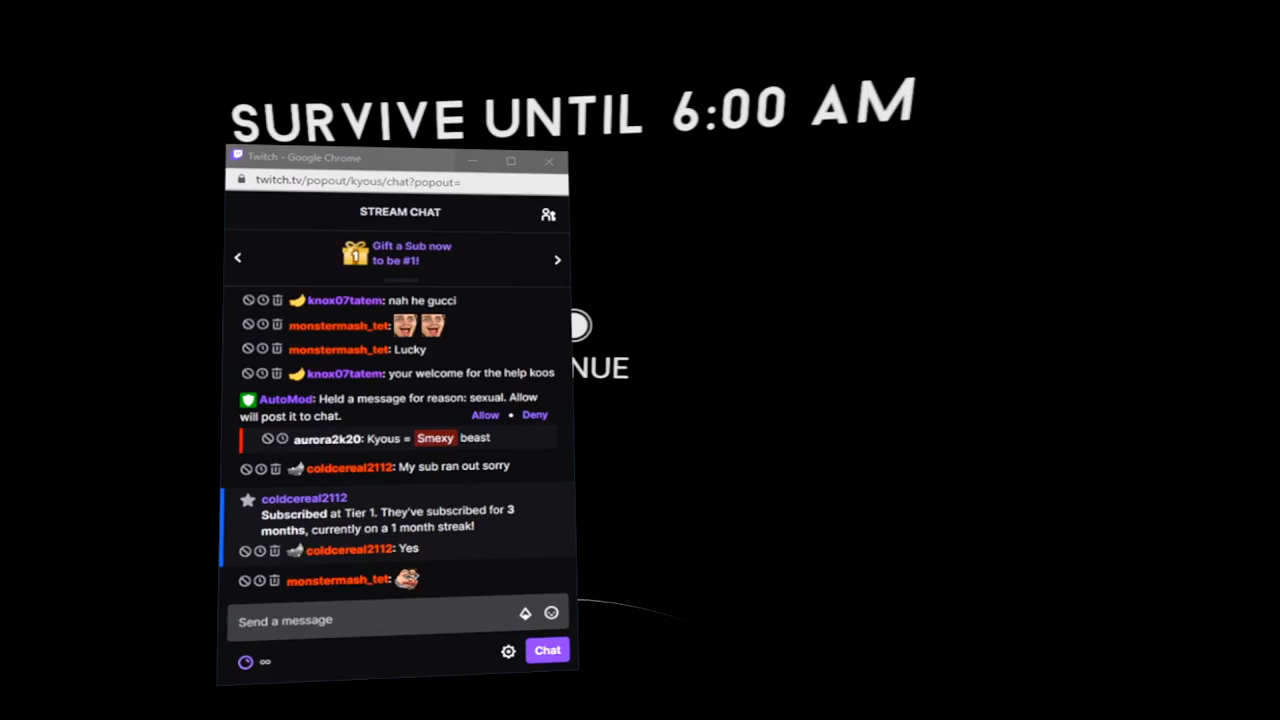 SURVIVE UNTIL 6:00 AM
Twitch - Google Chrome
twitch.tv/popout/kyous/chat?popout=
STREAM CHAT
1
Gift a Sub now
to be #1!
knox07tatem: nah he gucci
monstermash_tet:
monstermash_tet: Lucky
NUE
knox07tatem: your welcome for the help koos
AutoMod: Held a message for reason: sexual. Allow
will post it to chat. Allow • Deny
aurora2k20: Kyous = Smexy beast
coldcereal2112: My sub ran out sorry
coldcereal2112
Subscribed at Tier 1. They've subscribed for 3
months, currently on a 1 month streak!
coldcereal2112: Yes
monstermash_tet:
Send a message
∞
Chat